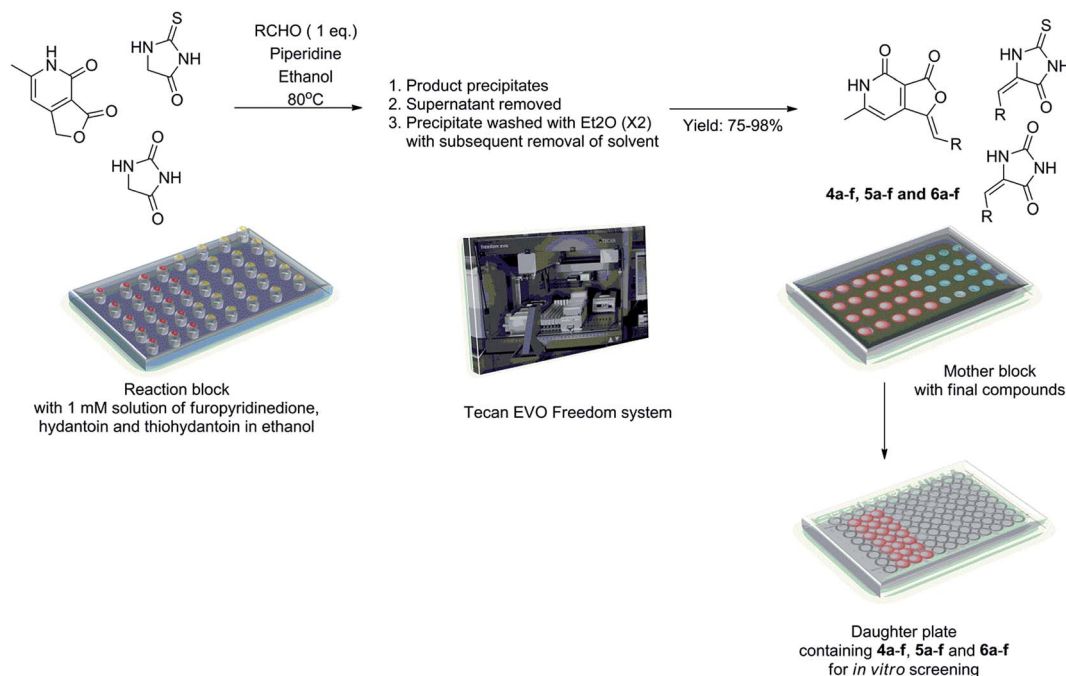 RCHO ( 1 eq.)
Piperidine
Ethanol
80°C
1. Product precipitates
2. Supernatant removed
3. Precipitate washed with Et2O (X2)
with subsequent removal of solvent
Yield: 75-98%
S
HN
NH
O
H
N
O
O
O
O
HN
NH
O
O
O
HN
O
O
R
S
HN
NH
O
R
O
HN
NH
O
R
4a-f, 5a-f and 6a-f
freedom evo
TECAN
Reaction block
with 1 mM solution of furopyridinedione,
hydantoin and thiohydantoin in ethanol
Tecan EVO Freedom system
Mother block
with final compounds
Daughter plate
containing 4a-f, 5a-f and 6a-f
for in vitro screening